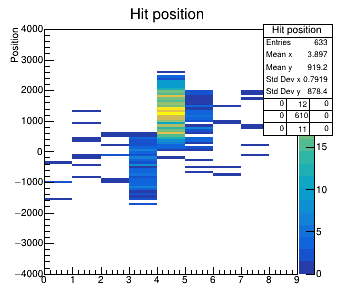 Hit position
Hit position
Entries 633
Mean x 3.897
Mean y 919.2
Std Dev x 0.7919
Std Dev y 878.4
0 12 0
0 610 0
0 11 0
Position
4000
3000
2000
1000
0
−1000
−2000
−3000
−4000
0 1 2 3 4 5 6 7 8 9
15
10
5
0